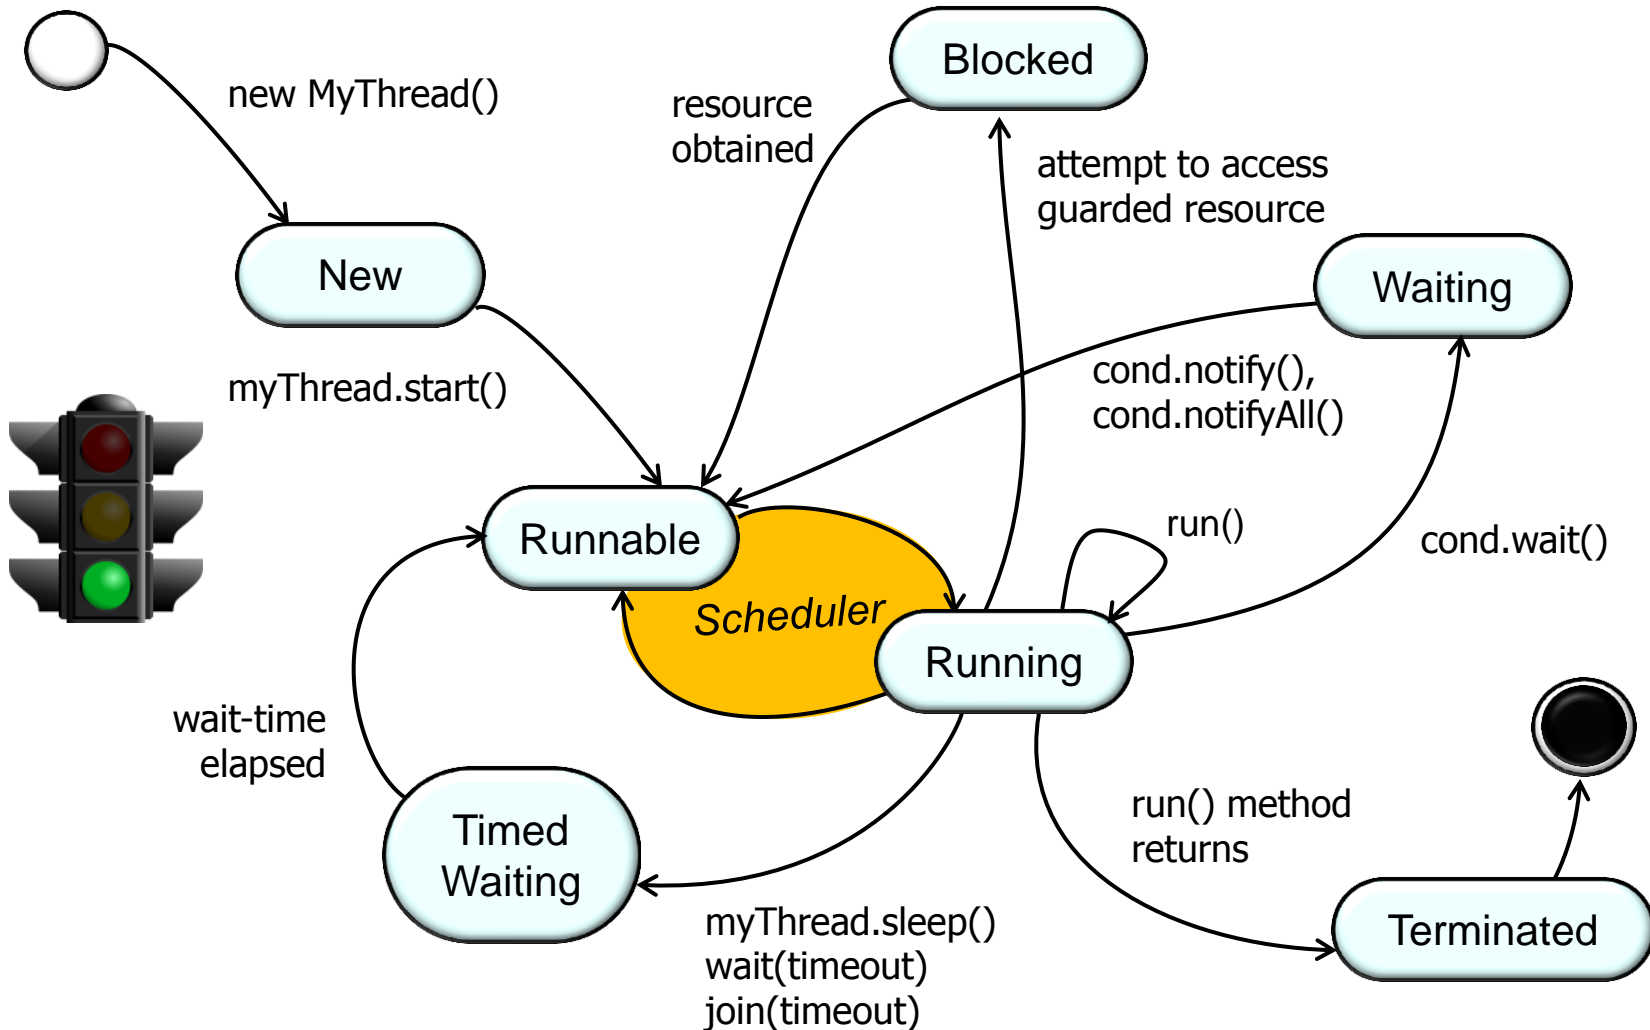 Blocked
new MyThread()
resource
obtained
attempt to access
guarded resource
New
Waiting
myThread.start()
cond.notify(),
cond.notifyAll()
Runnable
run()
cond.wait()
Scheduler
Running
wait-time
elapsed
Timed
Waiting
run() method
returns
myThread.sleep()
wait(timeout)
join(timeout)
Terminated